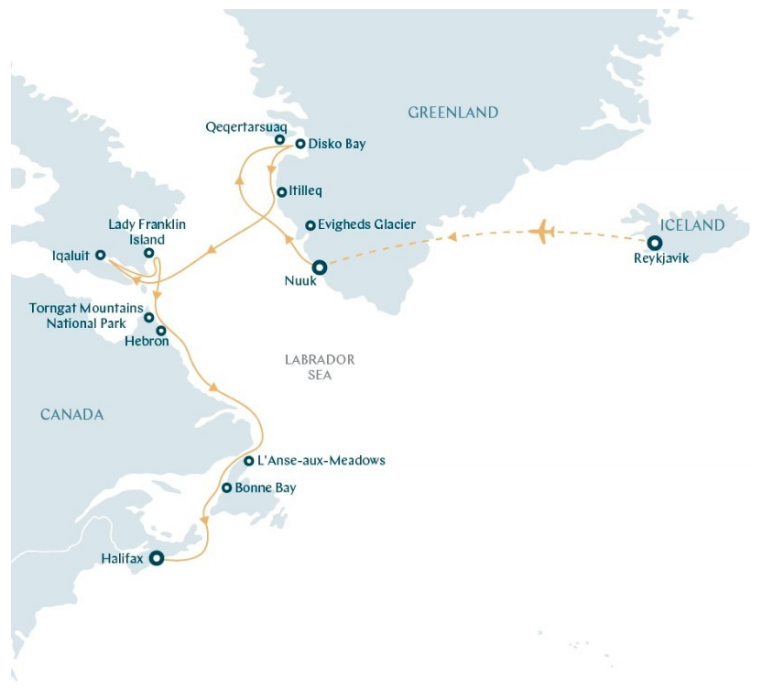 GREENLAND
Qeqertarsuaq
Disko Bay
Itilleq
Lady Franklin
Island
Evigheds Glacier
ICELAND
Iqaluit
Reykjavik
Nuuk
Torngat Mountains
National Park
Hebron
LABRADOR
SEA
CANADA
L'Anse-aux-Meadows
Bonne Bay
Halifax